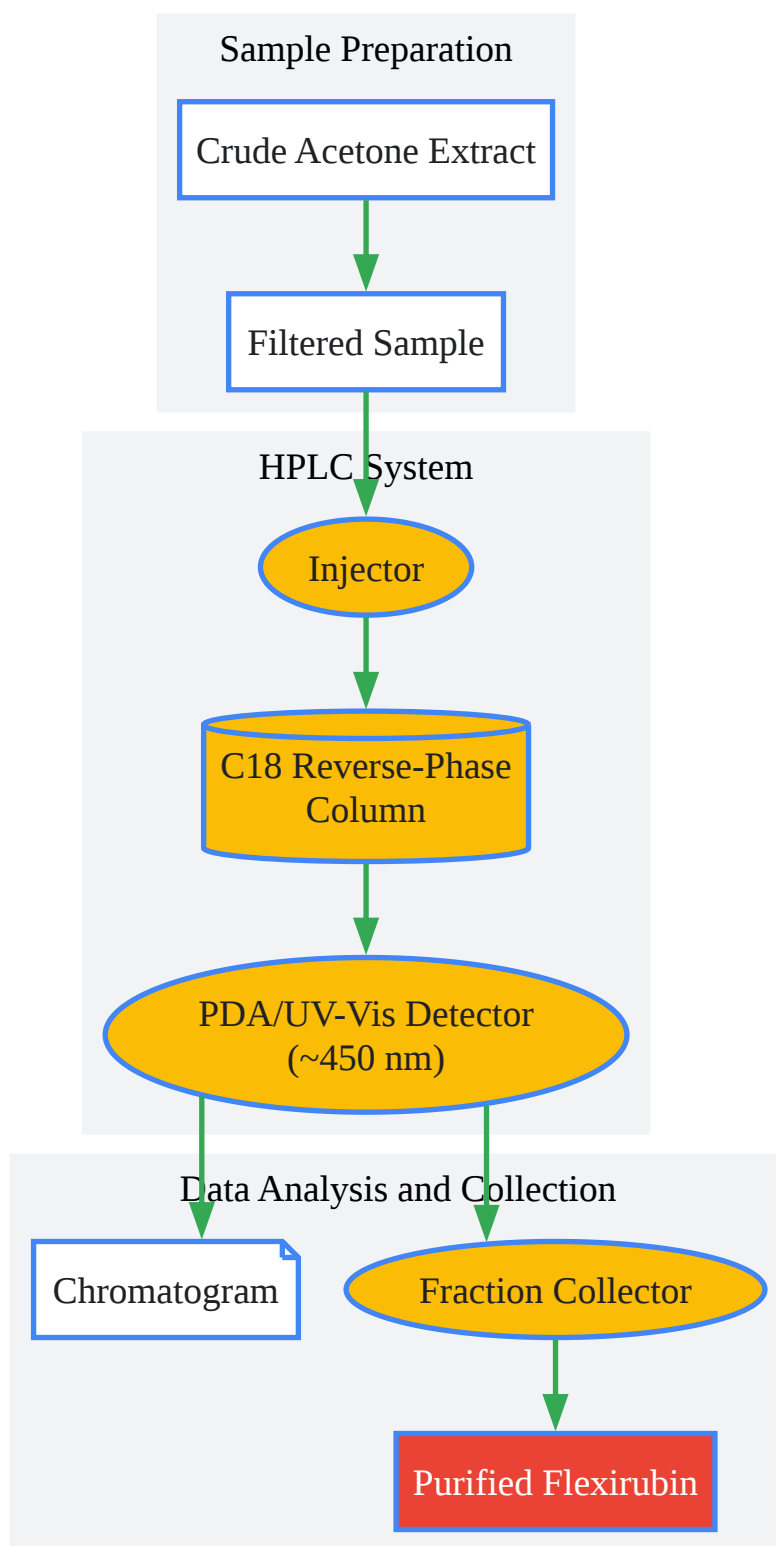 Sample Preparation
Crude Acetone Extract
Filtered Sample
HPLC System
Injector
C18 Reverse-Phase
Column
PDA/UV-Vis Detector
(~450 nm)
Data Analysis and Collection
Chromatogram
Fraction Collector
Purified Flexirubin